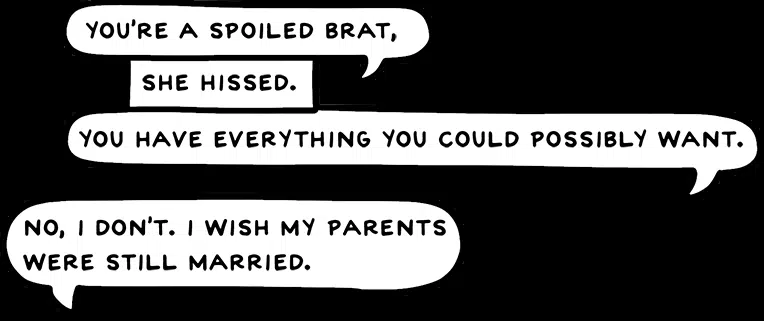 YOU'RE A SPOILED BRAT,
SHE HISSED.
YOU HAVE EVERYTHING YOU COULD POSSIBLY WANT.
NO, I DON'T. I WISH MY PARENTS
WERE STILL MARRIED.